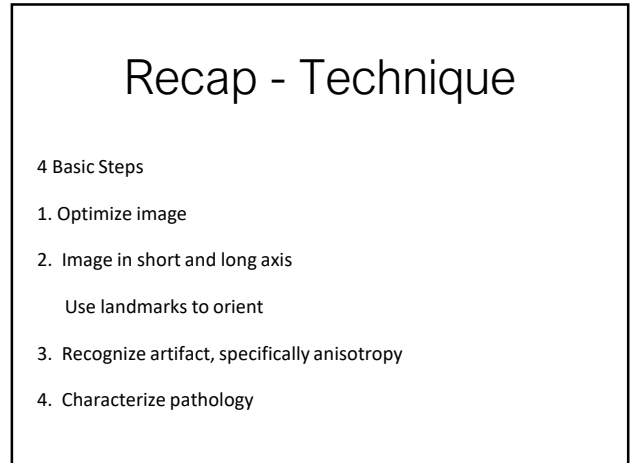 Recap - Technique
4 Basic Steps
1. Optimize image
2. Image in short and long axis
Use landmarks to orient
3. Recognize artifact, specifically anisotropy
4. Characterize pathology